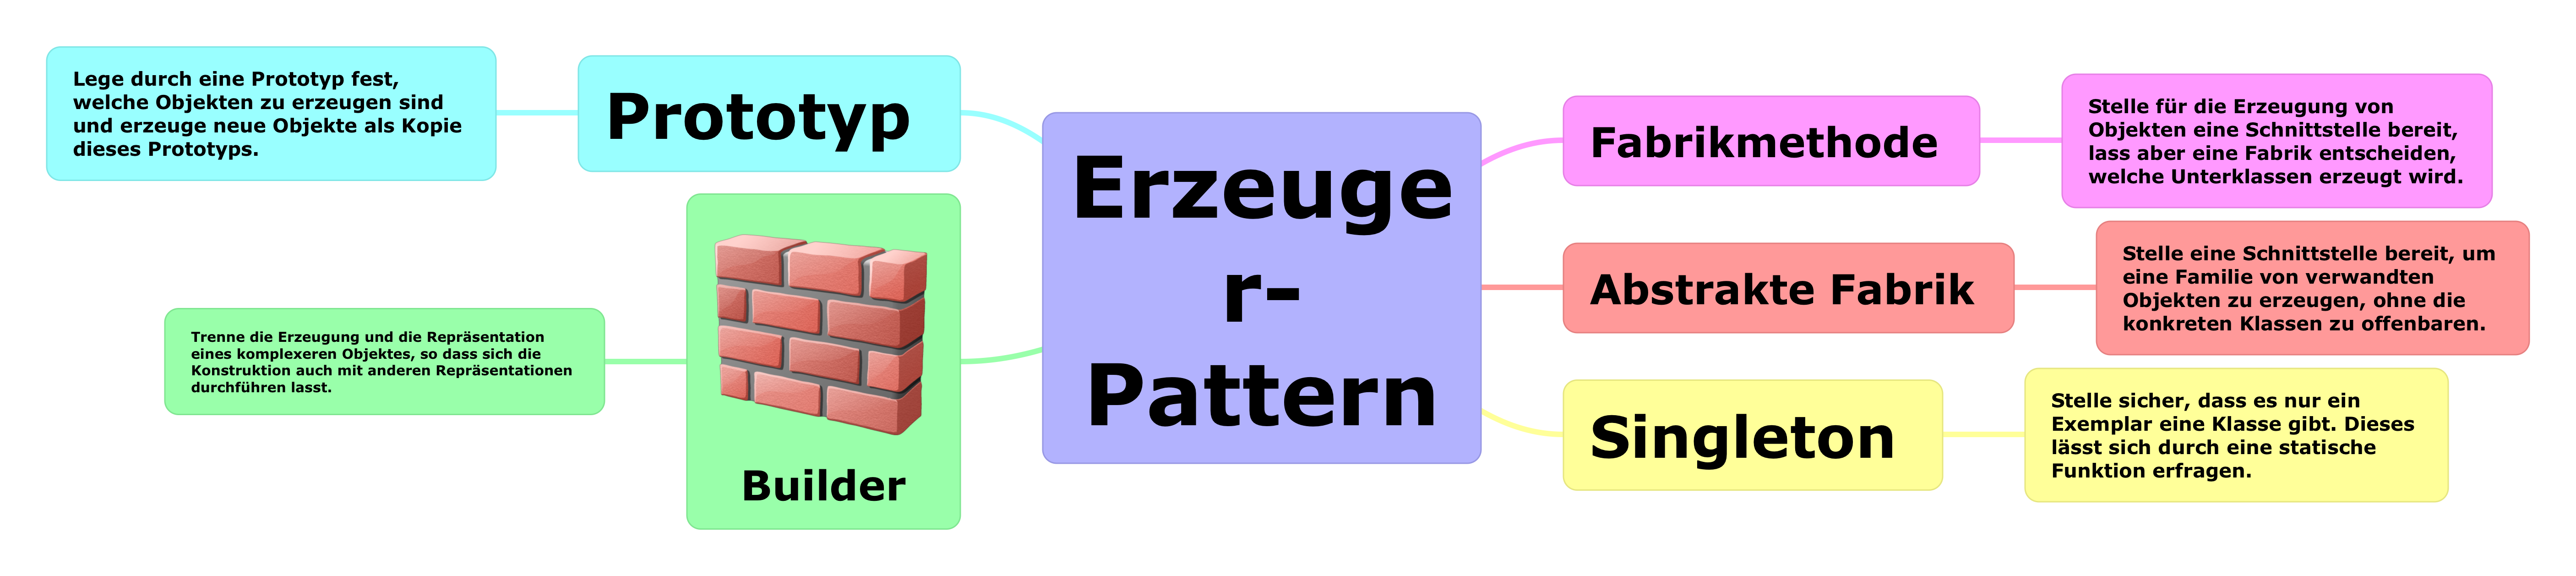 Lege durch eine Prototyp fest,
welche Objekten zu erzeugen sind
und erzeuge neue Objekte als Kopie
dieses Prototyps.
Prototyp
Trenne die Erzeugung und die Repräsentation
eines komplexeren Objektes, so dass sich die
Konstruktion auch mit anderen Repräsentationen
durchführen lasst.
Builder
Erzeuge
r-
Pattern
Fabrikmethode
Stelle für die Erzeugung von
Objekten eine Schnittstelle bereit,
lass aber eine Fabrik entscheiden,
welche Unterklassen erzeugt wird.
Abstrakte Fabrik
Stelle eine Schnittstelle bereit, um
eine Familie von verwandten
Objekten zu erzeugen, ohne die
konkreten Klassen zu offenbaren.
Singleton
Stelle sicher, dass es nur ein
Exemplar eine Klasse gibt. Dieses
lässt sich durch eine statische
Funktion erfragen.